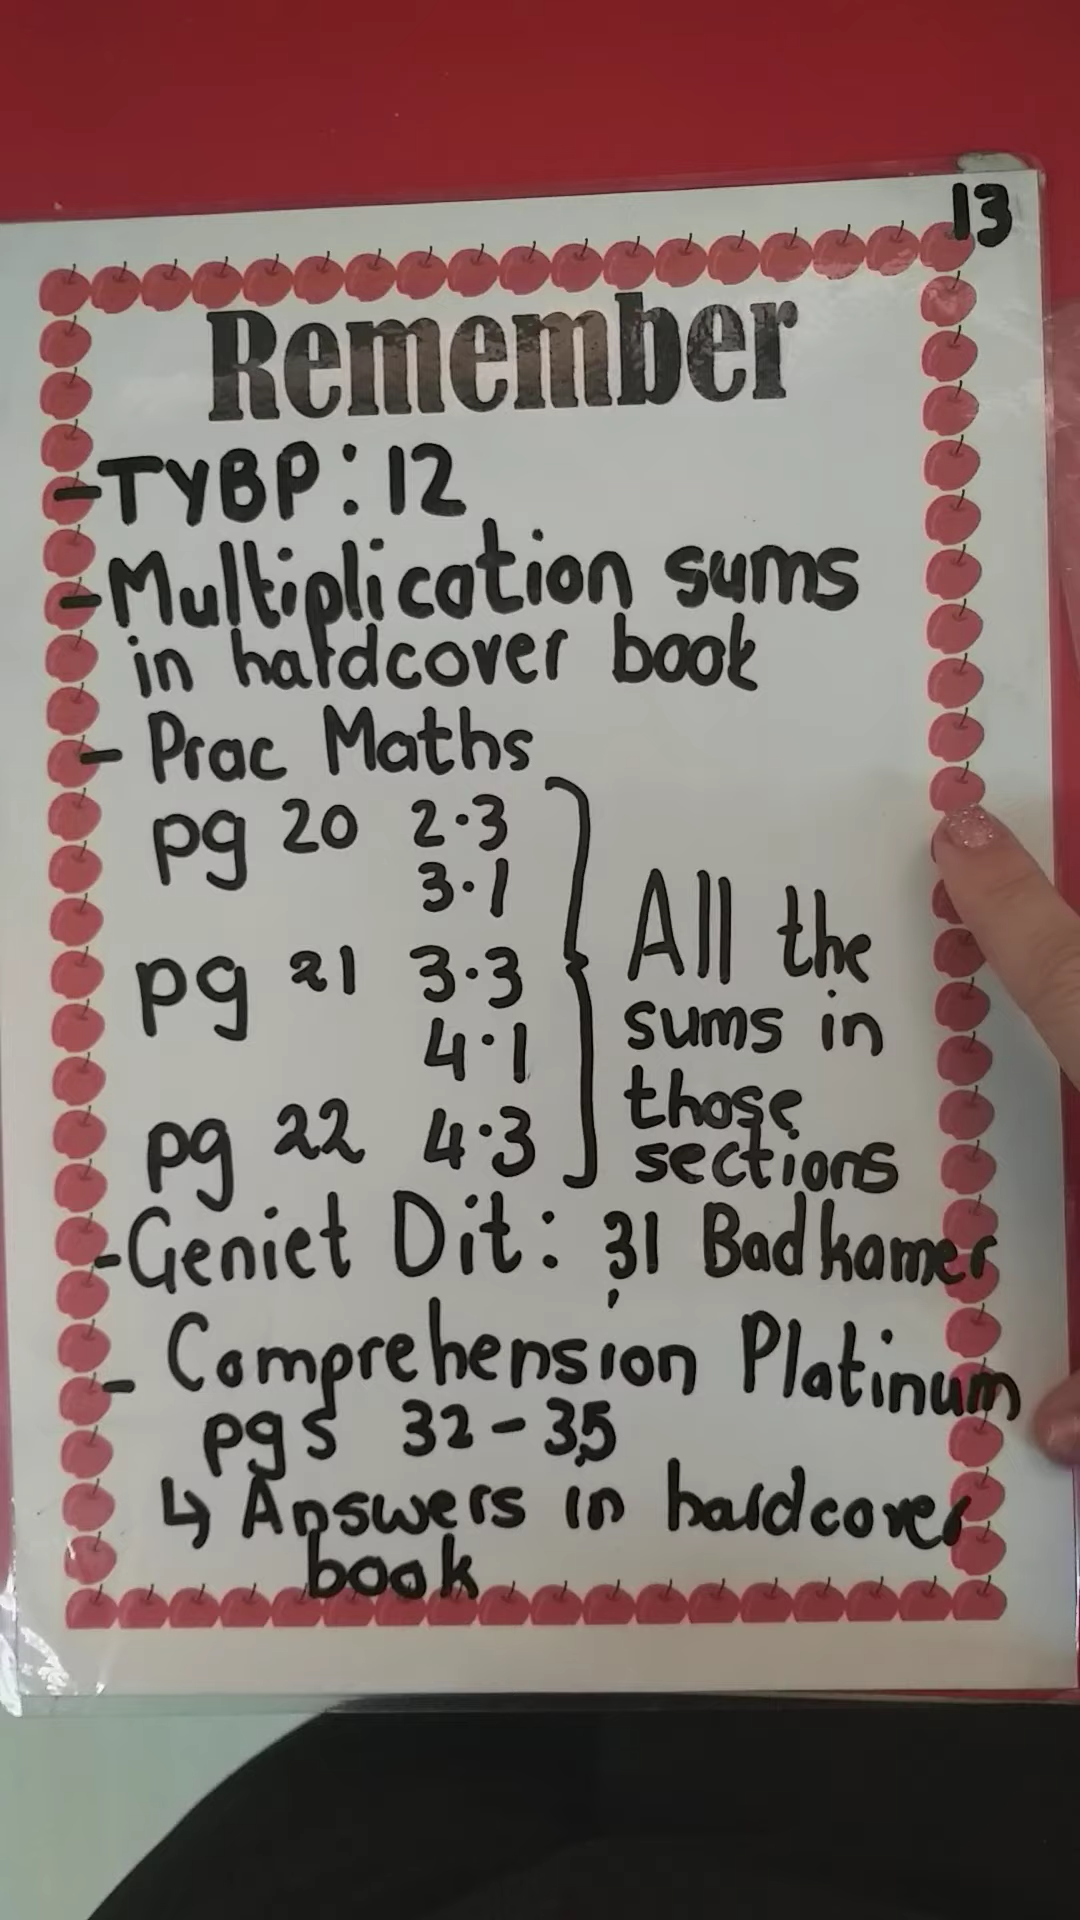 13
Remember
-TYBP: 12
-Multiplication sums
in hardcover book
- Prac Maths
pg 20 2.3
3.1
pg 21 3.3
4.1
pg 22 4.3
All the
sums in
those
sections
-Geniet Dit: 31 Badkamer
- Comprehension Platinum
pgs 32-35
↳ Answers in hardcover
book